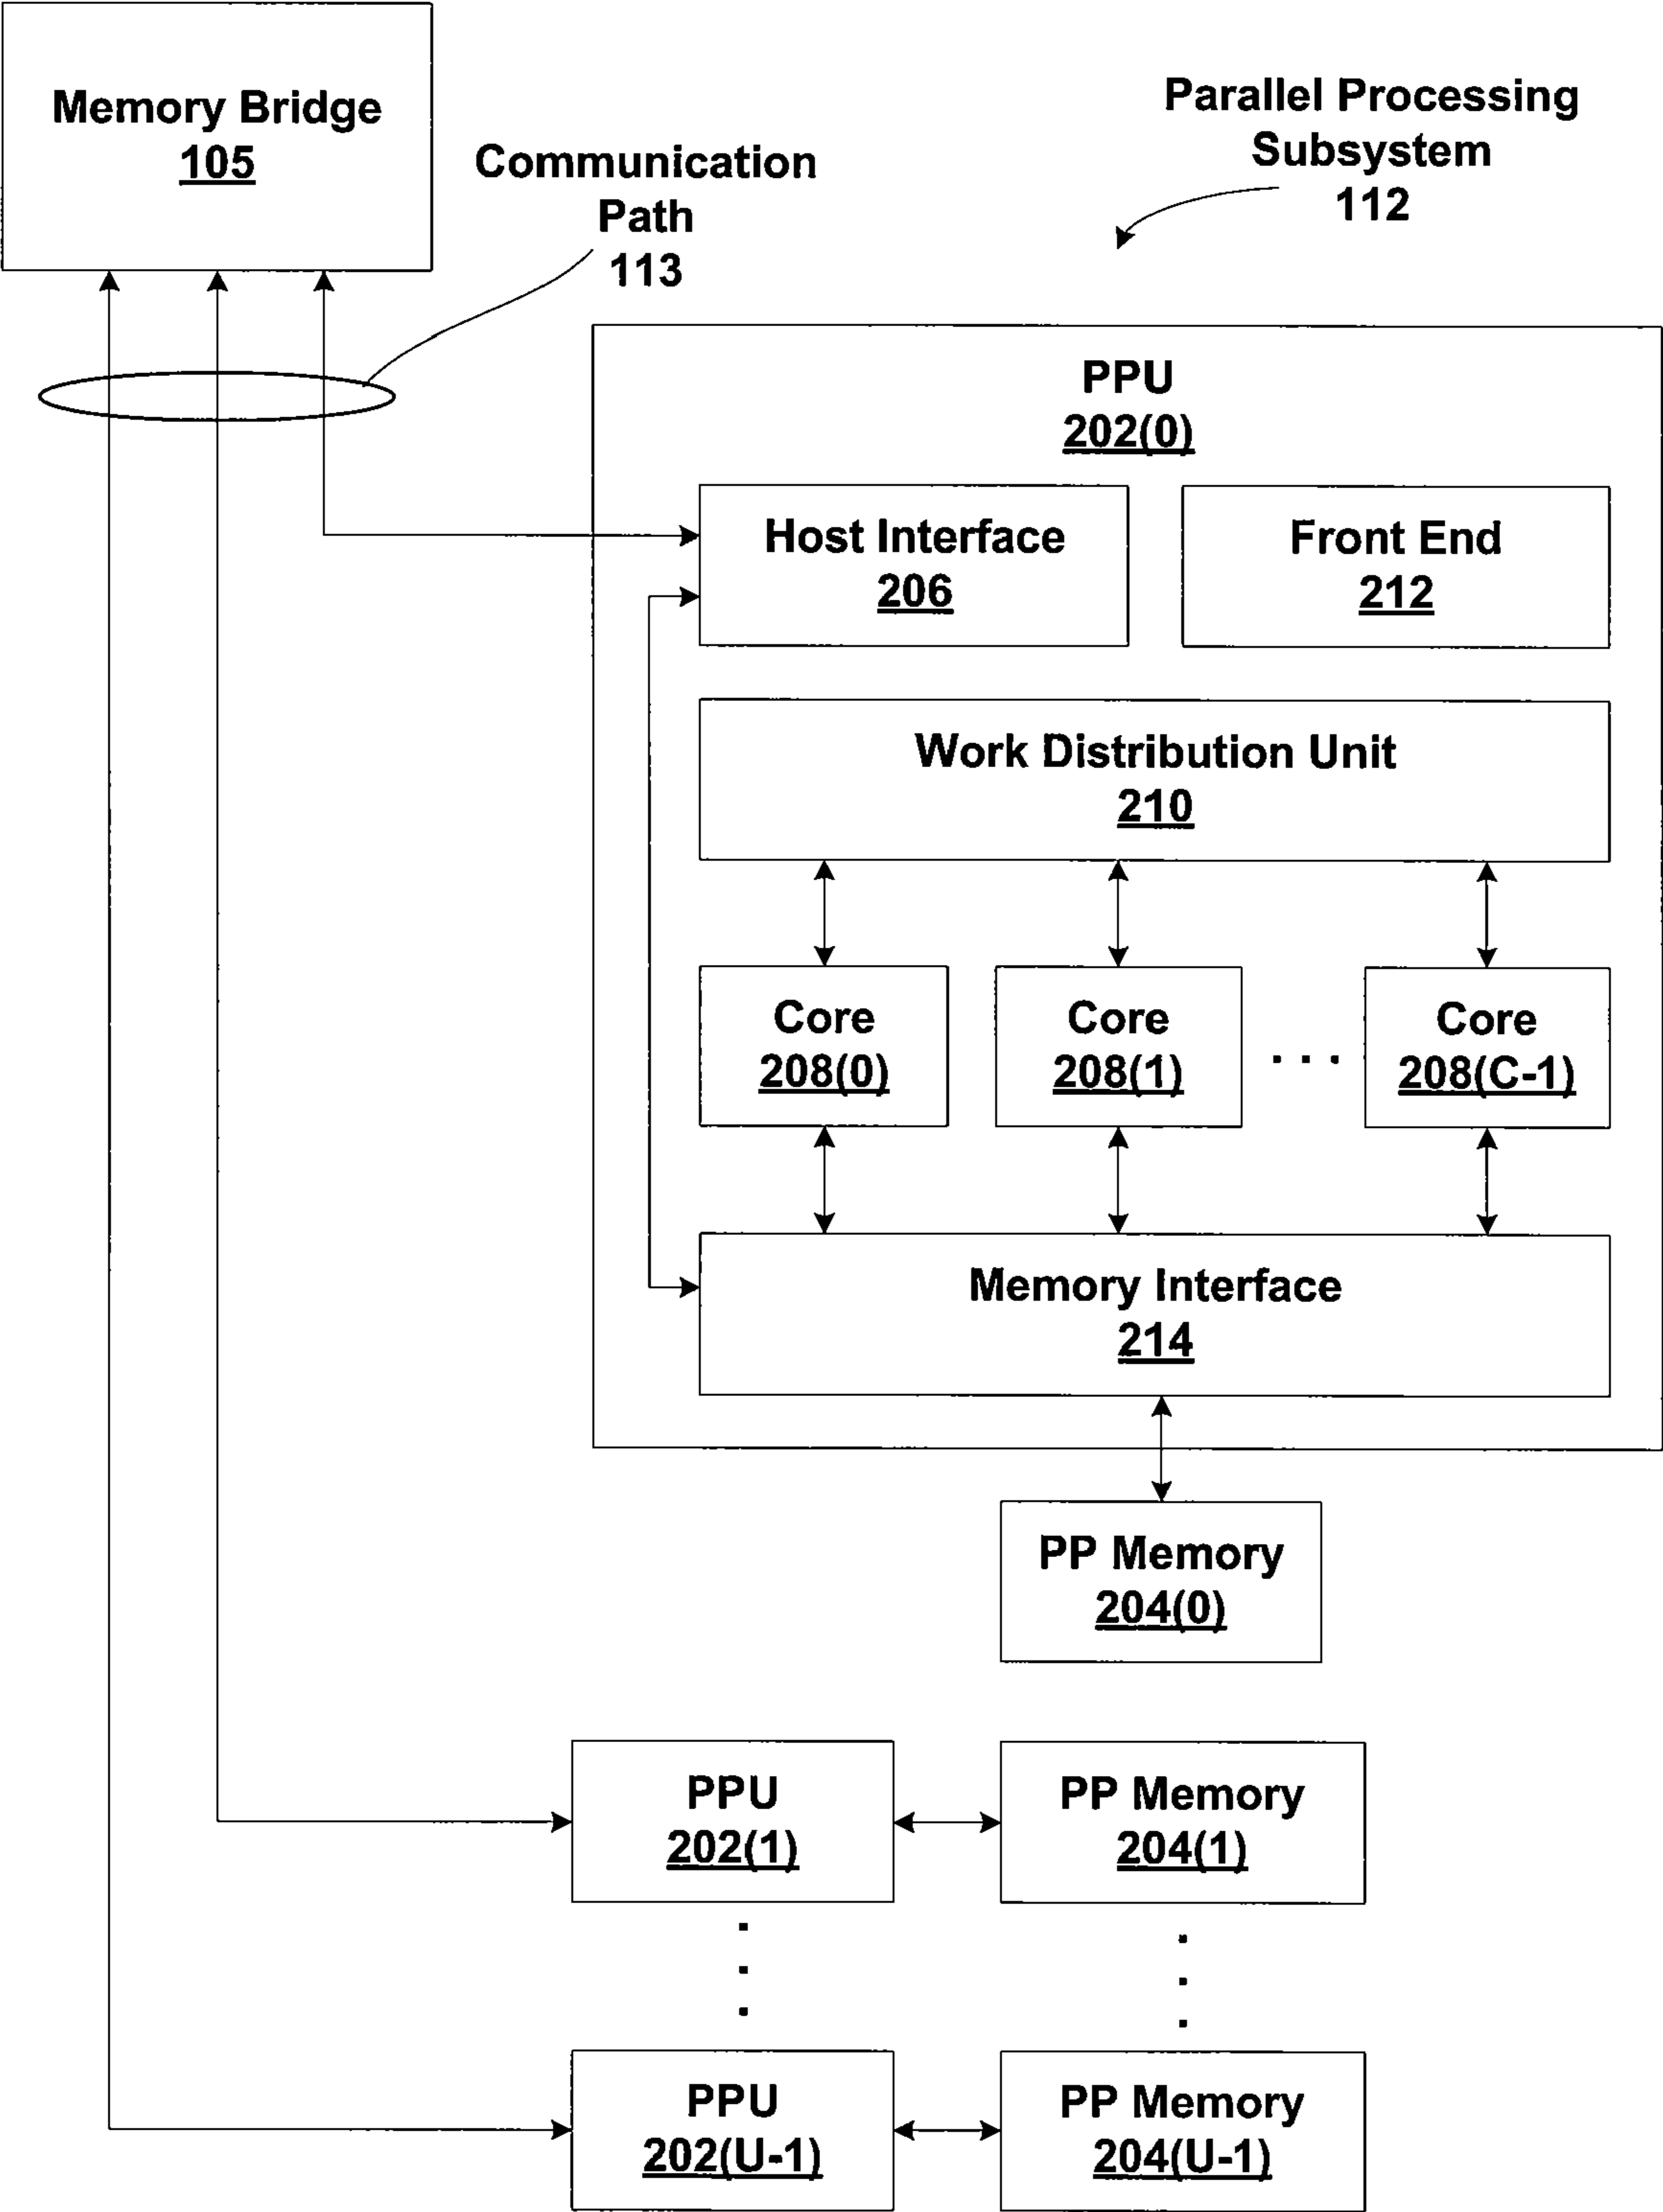 Memory Bridge
105
Communication
Path
113
Parallel Processing
Subsystem
112
PPU
202(0)
Host Interface
206
Front End
212
Work Distribution Unit
210
Core
208(0)
Core
208(1)
. . .
Core
208(C-1)
Memory Interface
214
PP Memory
204(0)
PPU
202(1)
PP Memory
204(1)
PPU
202(U-1)
PP Memory
204(U-1)